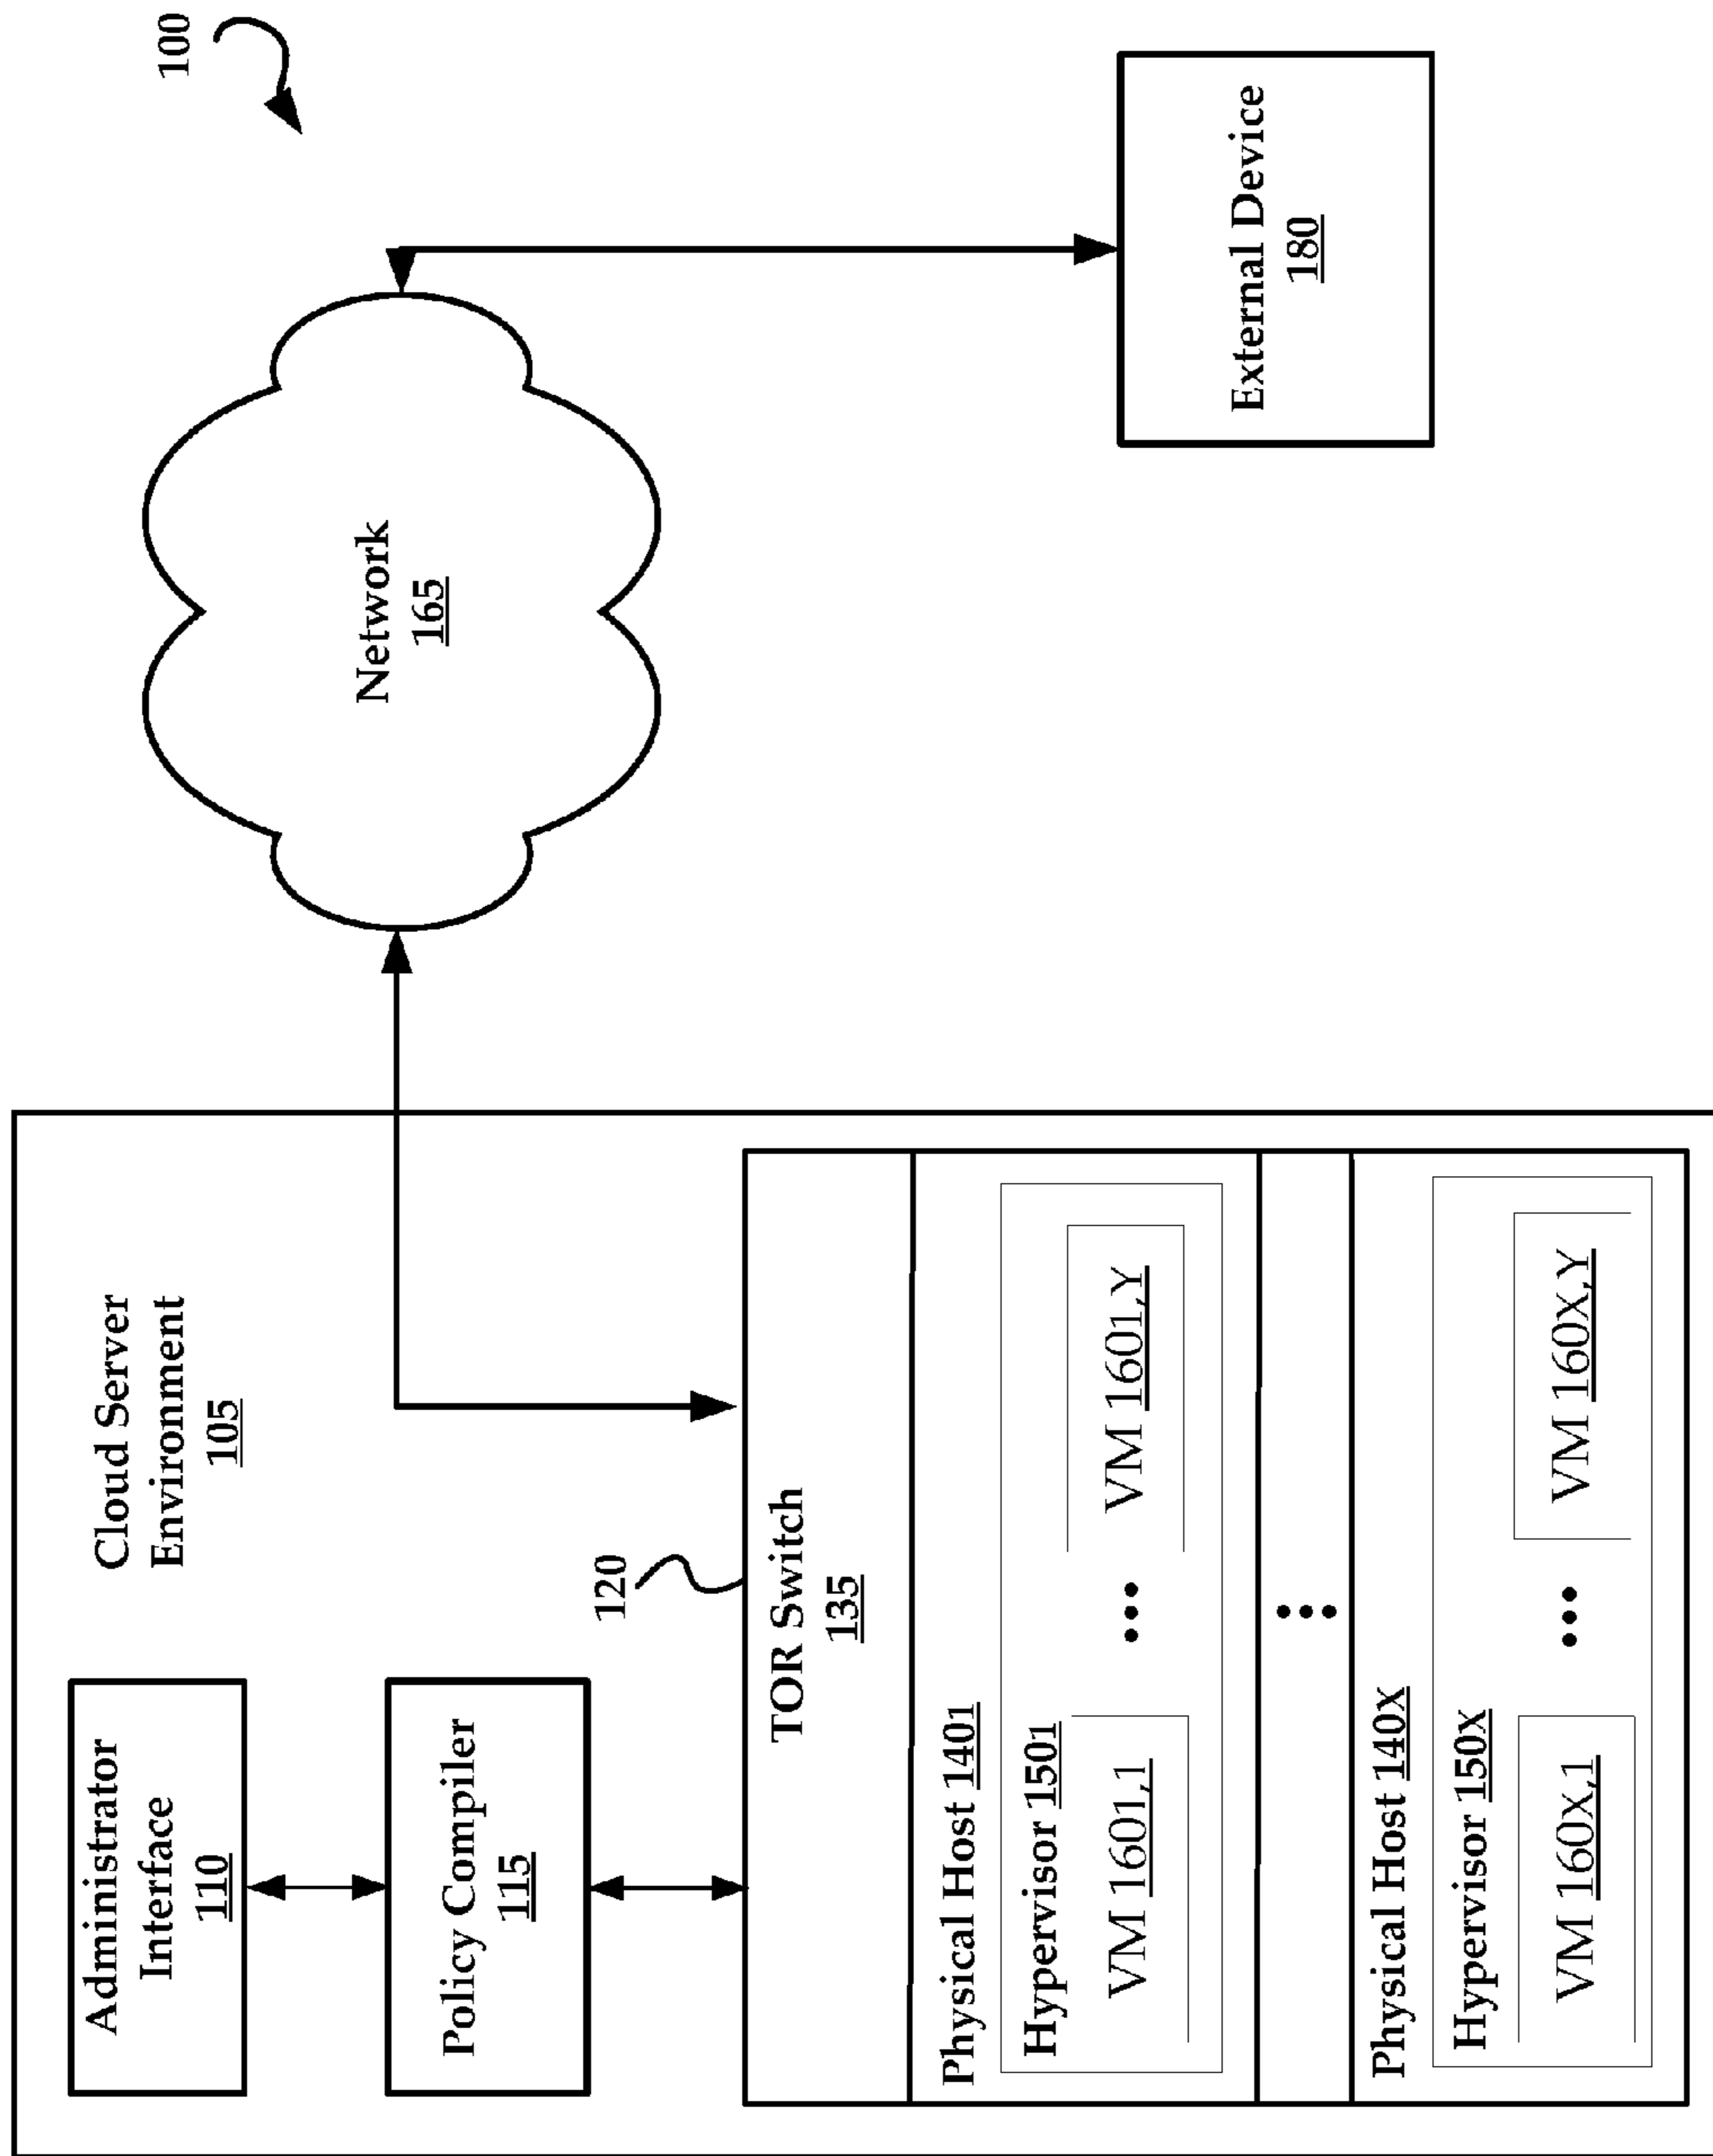 100
Cloud Server
Environment
105
Administrator
Interface
110
Policy Compiler
115
120
TOR Switch
135
Physical Host 1401
Hypervisor 1501
VM 1601,1
•••
VM 1601,Y
•••
Physical Host 140X
Hypervisor 150X
VM 160X,1
•••
VM 160X,Y
Network
165
External Device
180